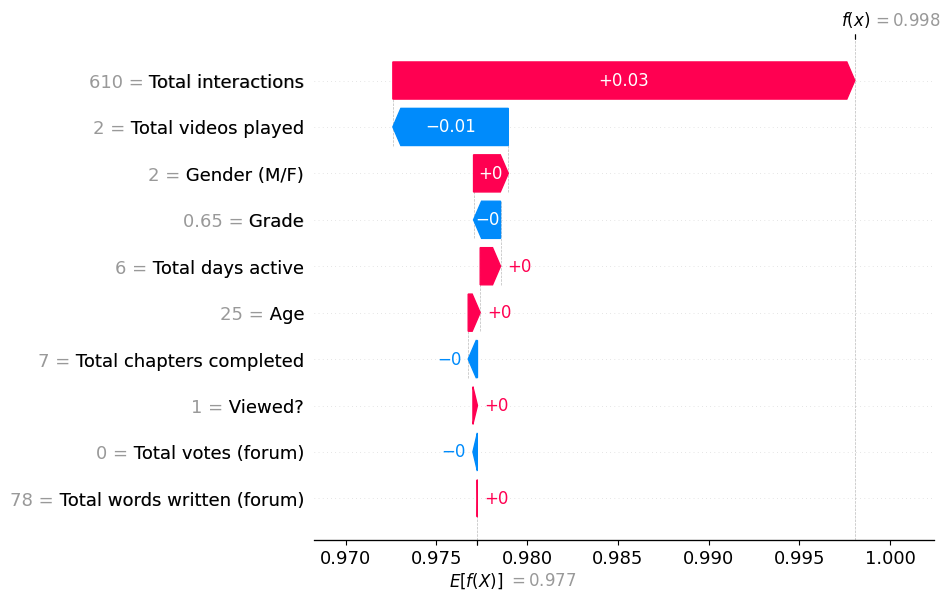 f(x) = 0.998
610 = Total interactions
+0.03
2 = Total videos played
−0.01
2 = Gender (M/F)
+0
0.65 = Grade
−0
6 = Total days active
+0
25 = Age
+0
7 = Total chapters completed
−0
1 = Viewed?
+0
0 = Total votes (forum)
−0
78 = Total words written (forum)
+0
0.970 0.975 0.980 0.985 0.990 0.995 1.000
E[f(X)] = 0.977